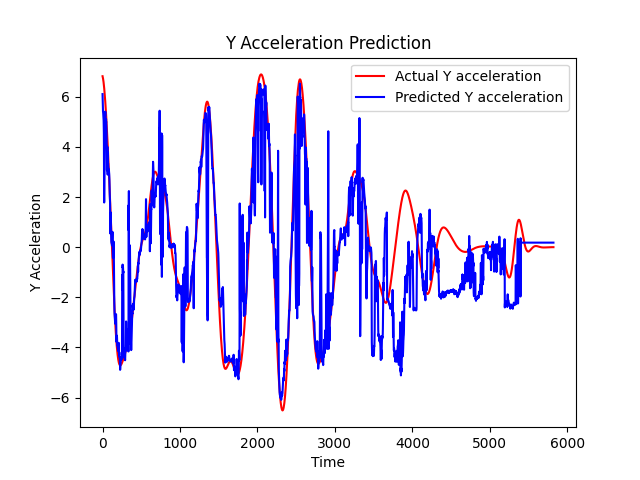 Y Acceleration Prediction
Actual Y acceleration
Predicted Y acceleration
Y Acceleration
6
4
2
0
−2
−4
−6
0
1000
2000
3000
4000
5000
6000
Time